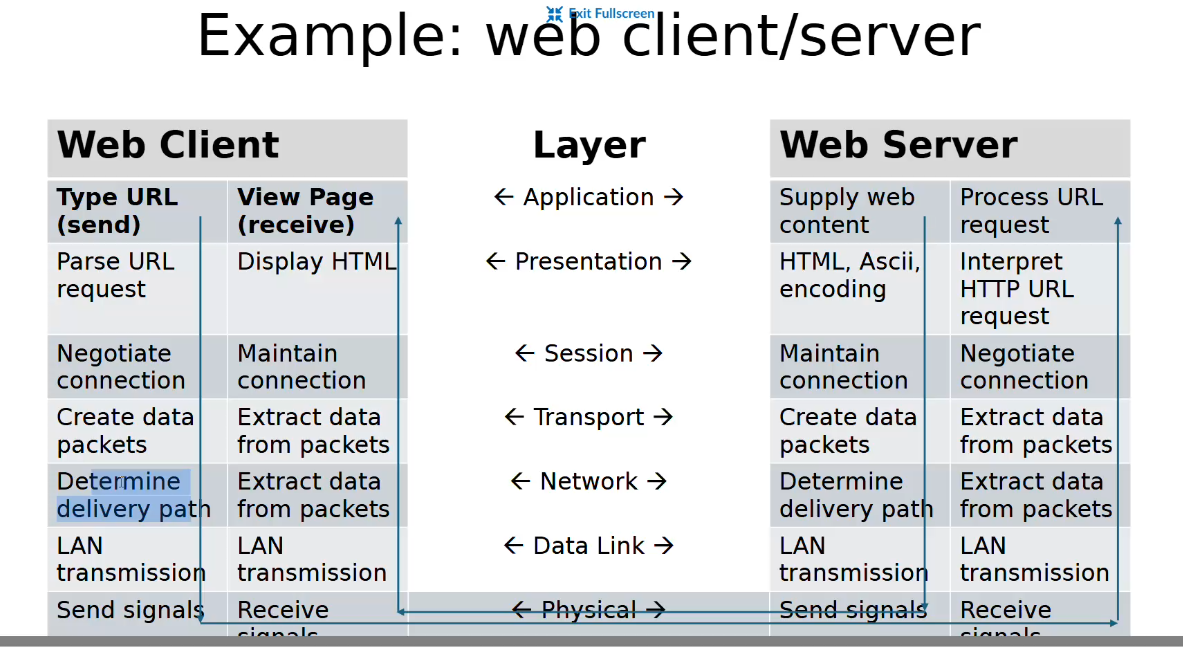 Exit Fullscreen
Example: web client/server
Web Client
Layer
Web Server
Type URL
(send)
View Page
(receive)
← Application →
Supply web
content
Process URL
request
Parse URL
request
Display HTML
← Presentation →
HTML, Ascii,
encoding
Interpret
HTTP URL
request
Negotiate
connection
Maintain
connection
← Session →
Maintain
connection
Negotiate
connection
Create data
packets
Extract data
from packets
← Transport →
Create data
packets
Extract data
from packets
Determine
delivery path
Extract data
from packets
← Network →
Determine
delivery path
Extract data
from packets
LAN
transmission
LAN
transmission
← Data Link →
LAN
transmission
LAN
transmission
Send signals
Receive
signals
← Physical →
Send signals
Receive
signals